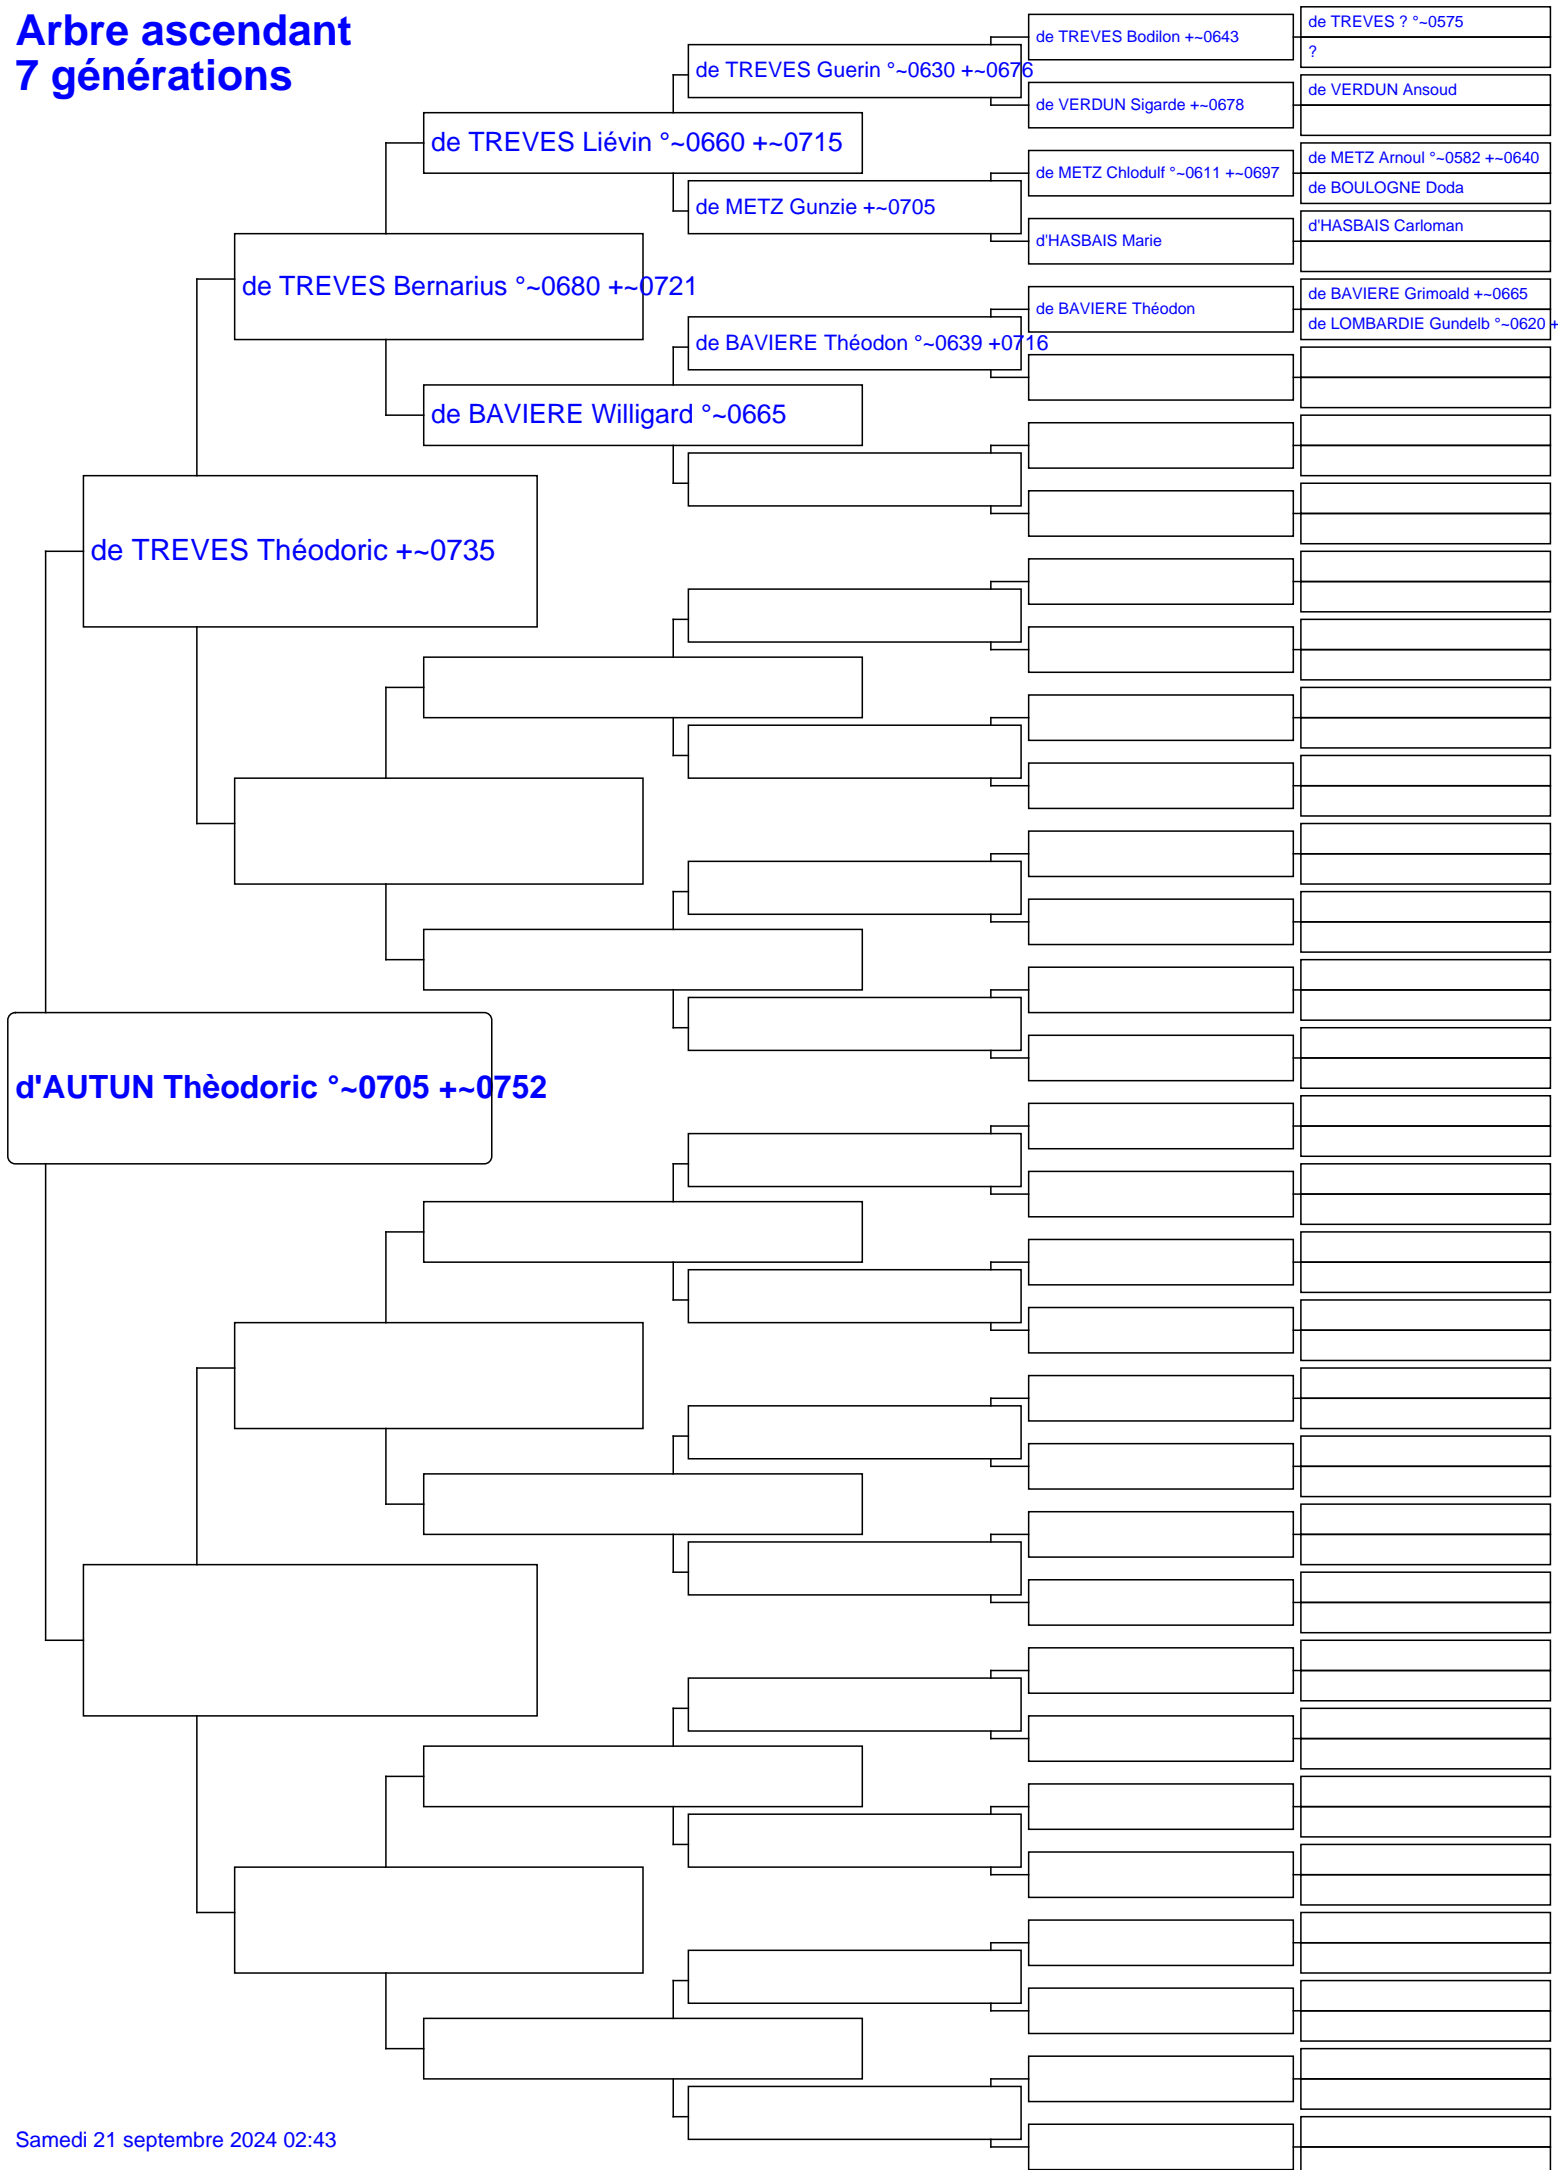 Arbre ascendant
7 générations
de TREVES ? °~0575
de TREVES Bodilon +~0643
?
de TREVES Guerin °~0630 +~0676
de VERDUN Ansoud
de VERDUN Sigarde +~0678
de TREVES Liévin °~0660 +~0715
de METZ Arnoul °~0582 +~0640
de METZ Chlodulf °~0611 +~0697
de BOULOGNE Doda
de METZ Gunzie +~0705
d'HASBAIS Carloman
d'HASBAIS Marie
de TREVES Bernarius °~0680 +~0721
de BAVIERE Grimoald +~0665
de BAVIERE Théodon
de LOMBARDIE Gundelb °~0620 +
de BAVIERE Théodon °~0639 +0716
de BAVIERE Willigard °~0665
de TREVES Théodoric +~0735
d'AUTUN Thèodoric °~0705 +~0752
Samedi 21 septembre 2024 02:43